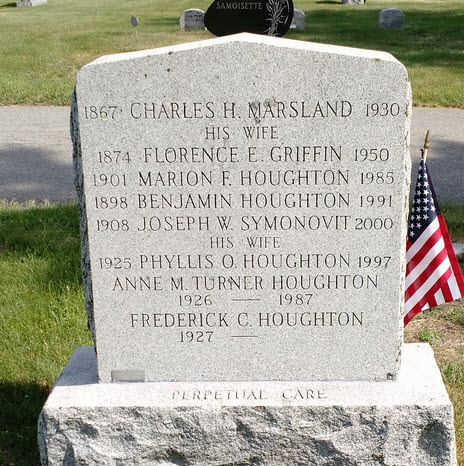 SAMOISETTE
1867 CHARLES H. MARSLAND 1930
HIS WIFE
1874 FLORENCE E. GRIFFIN 1950
1901 MARION F. HOUGHTON 1985
1898 BENJAMIN HOUGHTON 1991
1908 JOSEPH W. SYMONOVIT 2000
HIS WIFE
1925 PHYLLIS O. HOUGHTON 1997
ANNE M. TURNER HOUGHTON
1926 — 1987
FREDERICK C. HOUGHTON
1927 —
PERPETUAL CARE